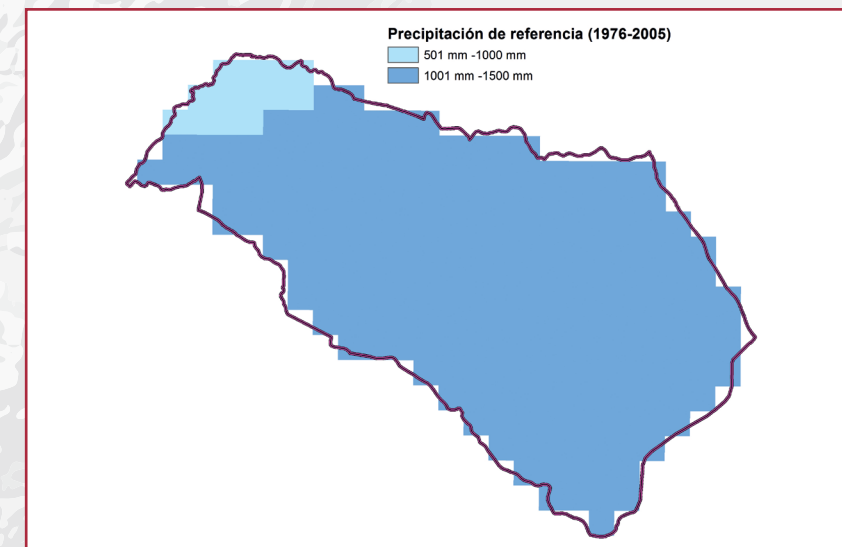 Precipitación de referencia (1976-2005)
501 mm -1000 mm
1001 mm -1500 mm